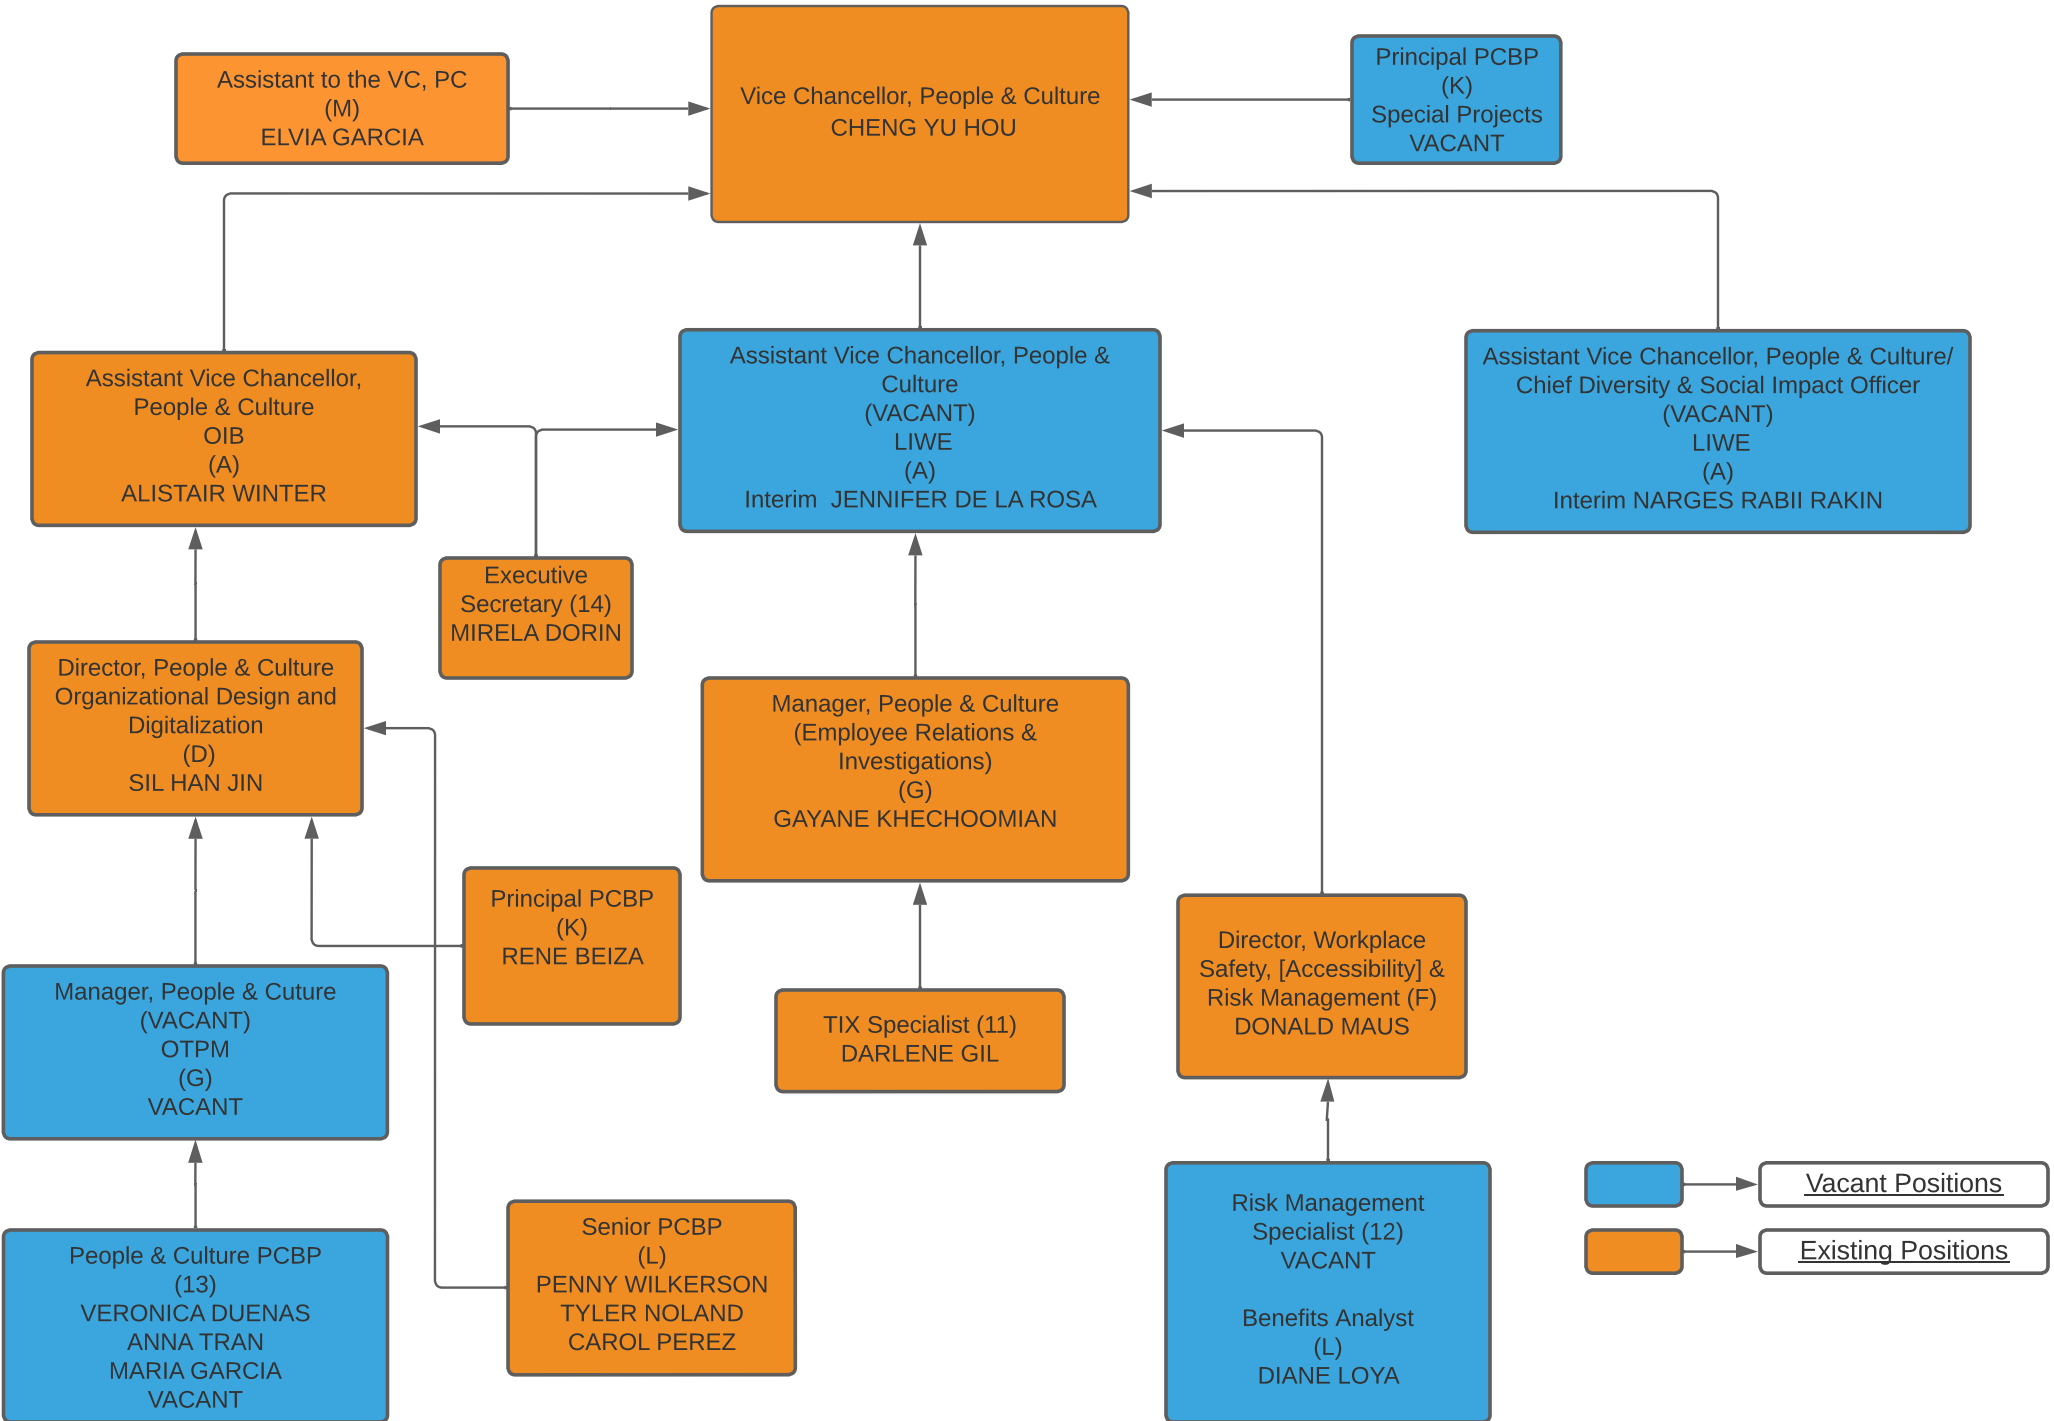 Assistant to the VC, PC
(M)
ELVIA GARCIA
Vice Chancellor, People & Culture
CHENG YU HOU
Principal PCBP
(K)
Special Projects
VACANT
Assistant Vice Chancellor,
People & Culture
OIB
(A)
ALISTAIR WINTER
Assistant Vice Chancellor, People &
Culture
(VACANT)
LIWE
(A)
Interim  JENNIFER DE LA ROSA
Assistant Vice Chancellor, People & Culture/
Chief Diversity & Social Impact Officer
(VACANT)
LIWE
(A)
Interim NARGES RABII RAKIN
Executive
Secretary (14)
MIRELA DORIN
Director, People & Culture
Organizational Design and
Digitalization
(D)
SIL HAN JIN
Manager, People & Culture
(Employee Relations &
Investigations)
(G)
GAYANE KHECHOOMIAN
Principal PCBP
(K)
RENE BEIZA
Director, Workplace
Safety, [Accessibility] &
Risk Management (F)
DONALD MAUS
Manager, People & Cuture
(VACANT)
OTPM
(G)
VACANT
TIX Specialist (11)
DARLENE GIL
People & Culture PCBP
(13)
VERONICA DUENAS
ANNA TRAN
MARIA GARCIA
VACANT
Senior PCBP
(L)
PENNY WILKERSON
TYLER NOLAND
CAROL PEREZ
Risk Management
Specialist (12)
VACANT
Benefits Analyst
(L)
DIANE LOYA
Vacant Positions
Existing Positions